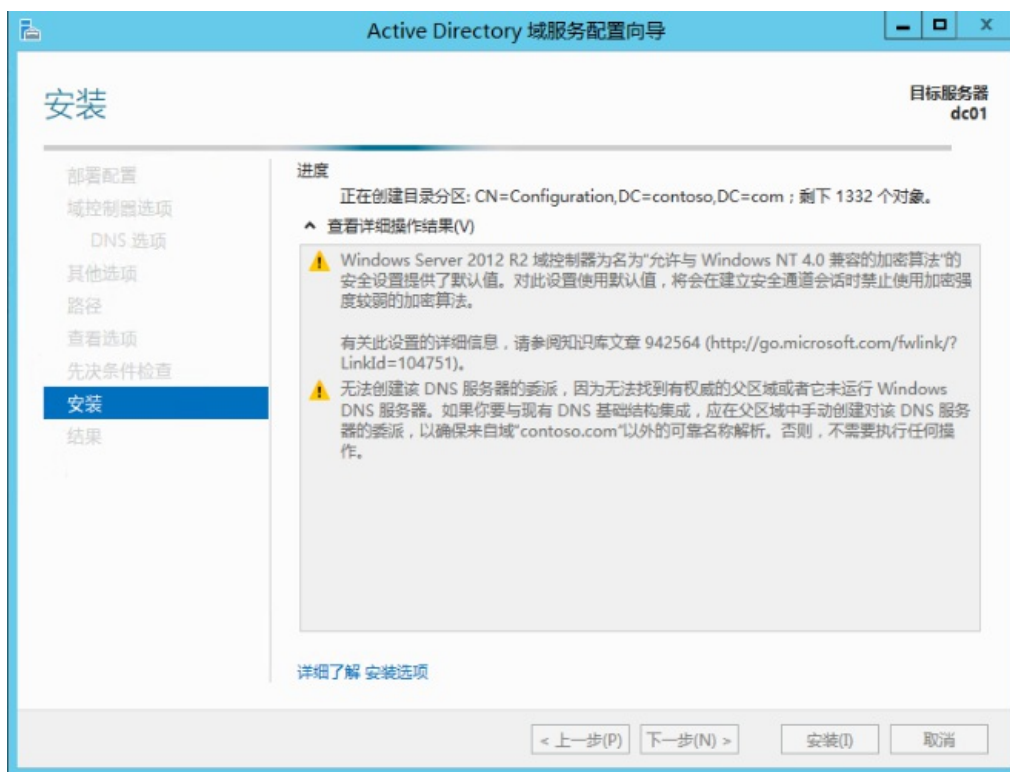 Active Directory 域服务配置向导
安装
目标服务器
dc01
部署配置
域控制器选项
DNS 选项
其他选项
路径
查看选项
先决条件检查
安装
结果
进度
正在创建目录分区: CN=Configuration,DC=contoso,DC=com；剩下 1332 个对象。
查看详细操作结果(V)
Windows Server 2012 R2 域控制器为名为"允许与 Windows NT 4.0 兼容的加密算法"的
安全设置提供了默认值。对此设置使用默认值，将会在建立安全通道会话时禁止使用加密强
度较弱的加密算法。
有关此设置的详细信息，请参阅知识库文章 942564 (http://go.microsoft.com/fwlink/?
LinkId=104751)。
无法创建该 DNS 服务器的委派，因为无法找到有权威的父区域或者它未运行 Windows
DNS 服务器。如果你要与现有 DNS 基础结构集成，应在父区域中手动创建对该 DNS 服务
器的委派，以确保来自域"contoso.com"以外的可靠名称解析。否则，不需要执行任何操
作。
详细了解 安装选项
< 上一步(P)
下一步(N) >
安装(I)
取消